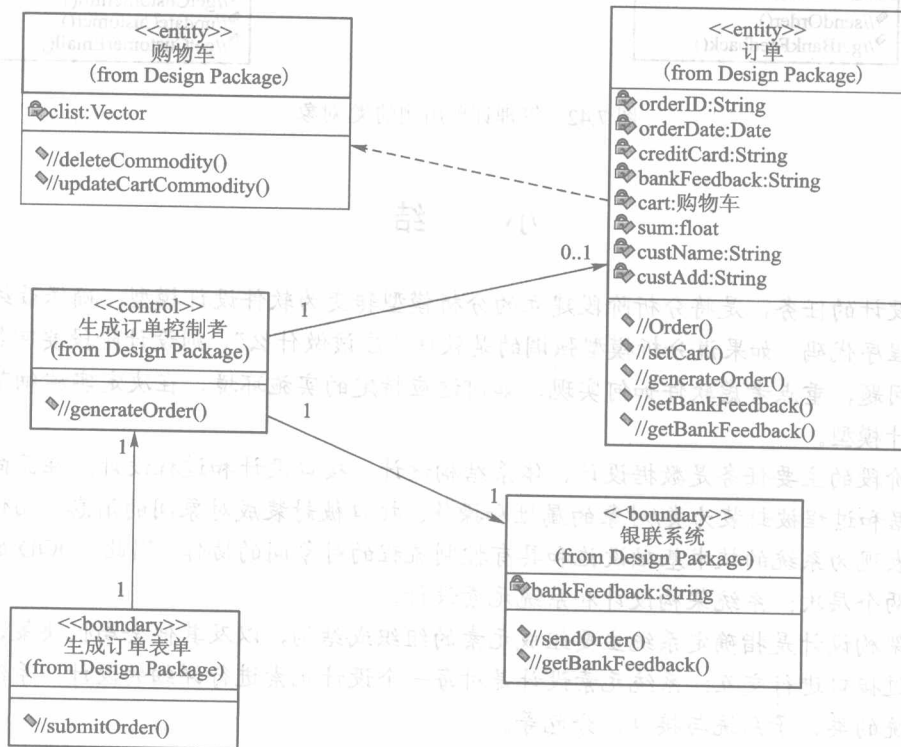 <<entity>>
购物车
(from Design Package)
clist:Vector
//deleteCommodity()
//updateCartCommodity()
<<entity>>
订单
(from Design Package)
orderID:String
orderDate:Date
creditCard:String
bankFeedback:String
cart:购物车
sum:float
custName:String
custAdd:String
//Order()
//setCart()
//generateOrder()
//setBankFeedback()
//getBankFeedback()
0..1
1
<<control>>
生成订单控制者
(from Design Package)
//generateOrder()
1
1
1
<<boundary>>
银联系统
(from Design Package)
bankFeedback:String
//sendOrder()
//getBankFeedback()
1
<<boundary>>
生成订单表单
(from Design Package)
//submitOrder()